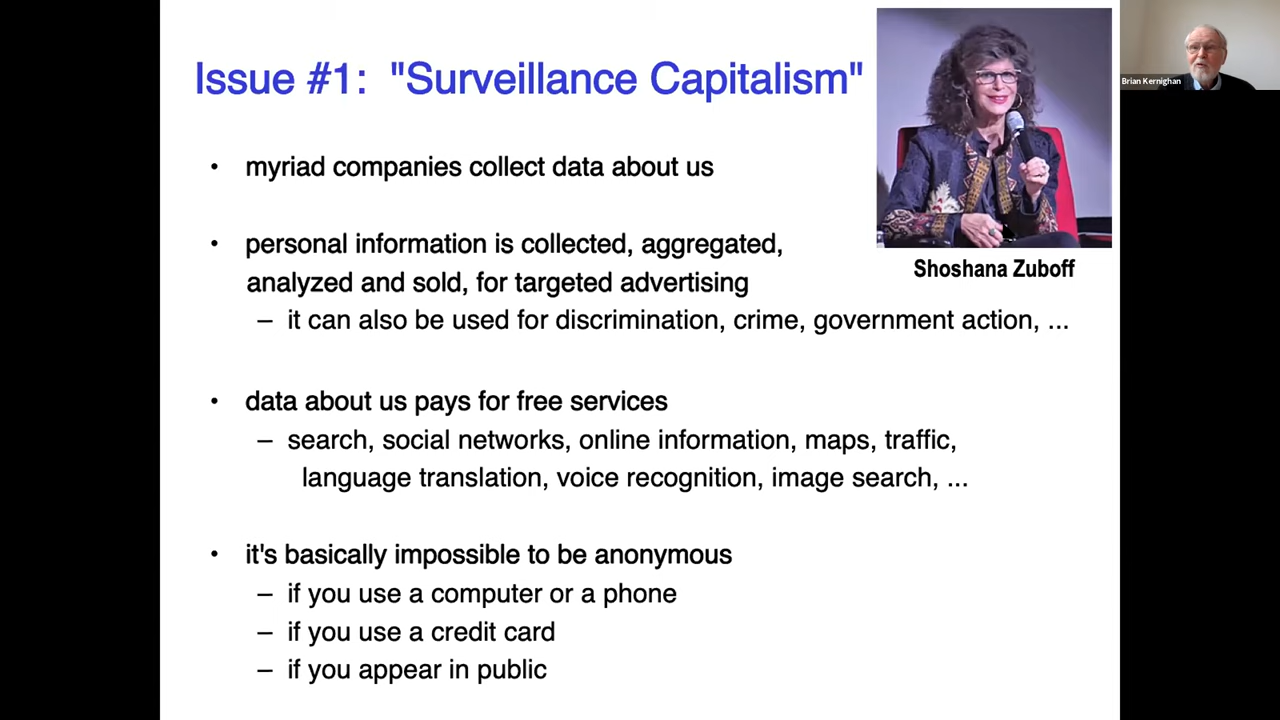 Issue #1: "Surveillance Capitalism"
• myriad companies collect data about us
• personal information is collected, aggregated,
analyzed and sold, for targeted advertising
– it can also be used for discrimination, crime, government action, ...
• data about us pays for free services
– search, social networks, online information, maps, traffic,
language translation, voice recognition, image search, ...
• it's basically impossible to be anonymous
– if you use a computer or a phone
– if you use a credit card
– if you appear in public
Shoshana Zuboff
Brian Kernighan